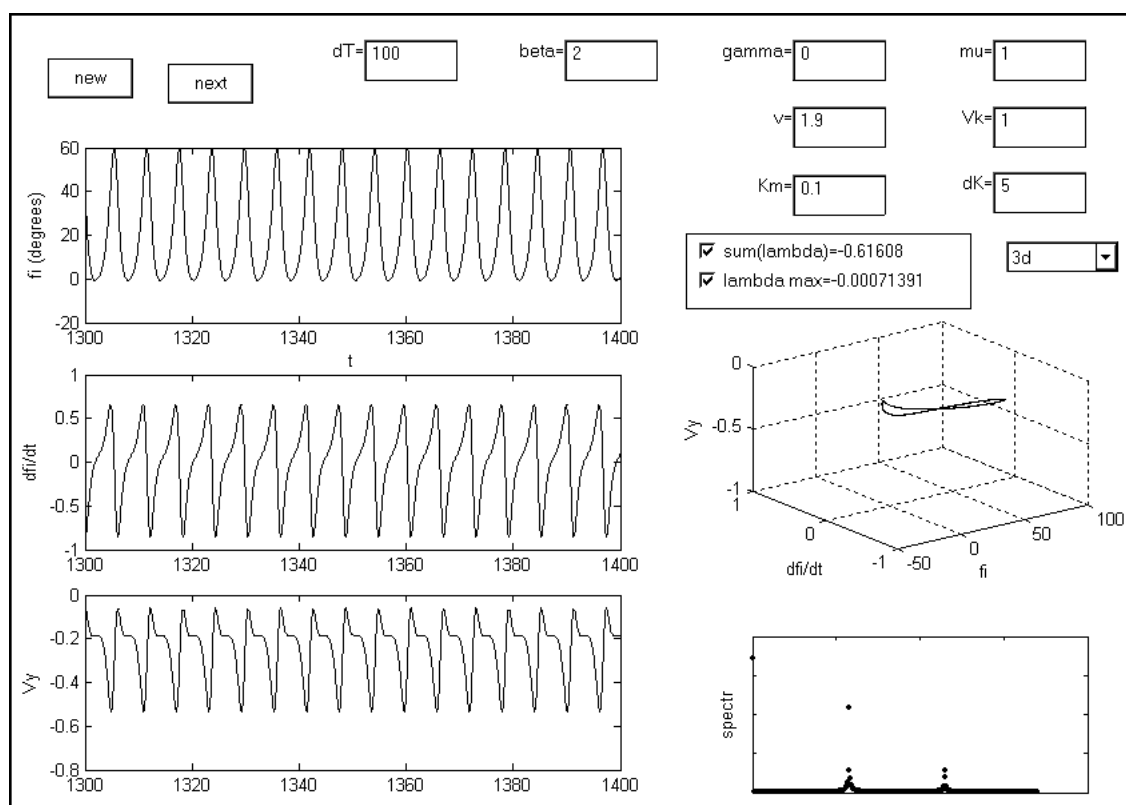 new
next
dT= 100
beta= 2
gamma= 0
mu= 1
v= 1.9
Vk= 1
Km= 0.1
dK= 5
sum(lambda)=-0.61608
lambda max=-0.00071391
3d
fi (degrees)
60
40
20
0
-20
1300 1320 1340 1360 1380 1400
t
dfi/dt
1
0.5
0
-0.5
-1
1300 1320 1340 1360 1380 1400
Vy
0
-0.2
-0.4
-0.6
-0.8
1300 1320 1340 1360 1380 1400
Vy
0
-0.5
-1
1
0
-1
dfi/dt
-50
0
50
100
fi
spectr